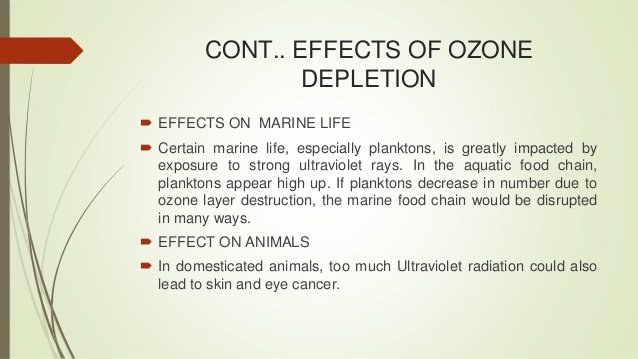 CONT.. EFFECTS OF OZONE
DEPLETION
EFFECTS ON MARINE LIFE
Certain marine life, especially planktons, is greatly impacted by
exposure to strong ultraviolet rays. In the aquatic food chain,
planktons appear high up. If planktons decrease in number due to
ozone layer destruction, the marine food chain would be disrupted
in many ways.
EFFECT ON ANIMALS
In domesticated animals, too much Ultraviolet radiation could also
lead to skin and eye cancer.